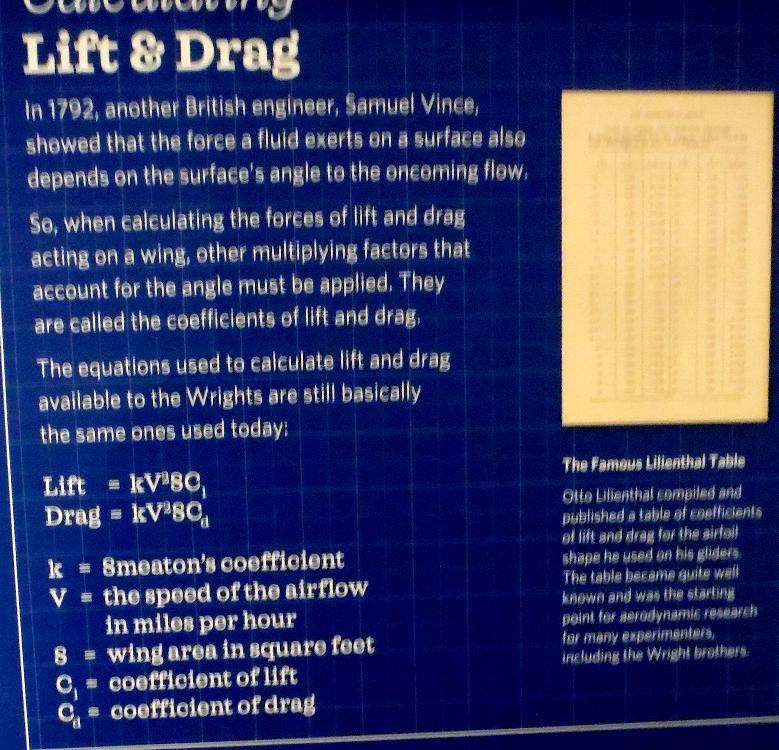 Calculating
Lift & Drag
In 1792, another British engineer, Samuel Vince,
showed that the force a fluid exerts on a surface also
depends on the surface's angle to the oncoming flow.
So, when calculating the forces of lift and drag
acting on a wing, other multiplying factors that
account for the angle must be applied. They
are called the coefficients of lift and drag.
The equations used to calculate lift and drag
available to the Wrights are still basically
the same ones used today:
Lift = kV²SCₗ
Drag = kV²SC_d
k = Smeaton's coefficient
V = the speed of the airflow
in miles per hour
S = wing area in square feet
Cₗ = coefficient of lift
C_d = coefficient of drag
The Famous Lilienthal Table
Otto Lilienthal compiled and
published a table of coefficients
of lift and drag for the airfoil
shape he used on his gliders.
The table became quite well
known and was the starting
point for aerodynamic research
for many experimenters,
including the Wright brothers.